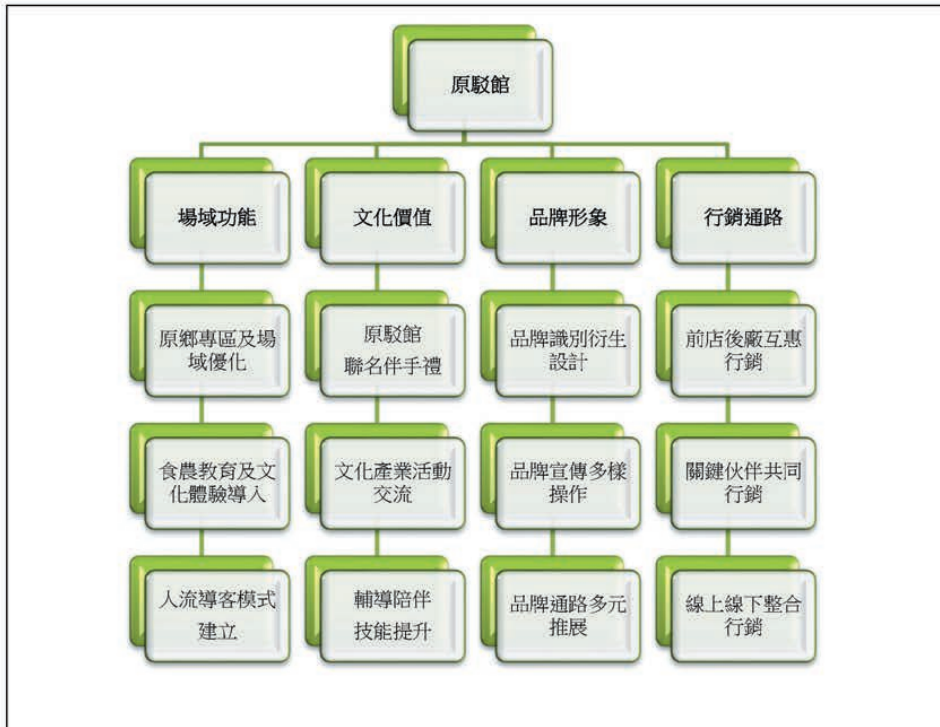 原駁館
場域功能
文化價值
品牌形象
行銷通路
原鄉專區及場
域優化
原駁館
聯名伴手禮
品牌識別衍生
設計
前店後廠互惠
行銷
食農教育及文
化體驗導入
文化產業活動
交流
品牌宣傳多樣
操作
關鍵伙伴共同
行銷
人流導客模式
建立
輔導陪伴
技能提升
品牌通路多元
推展
線上線下整合
行銷